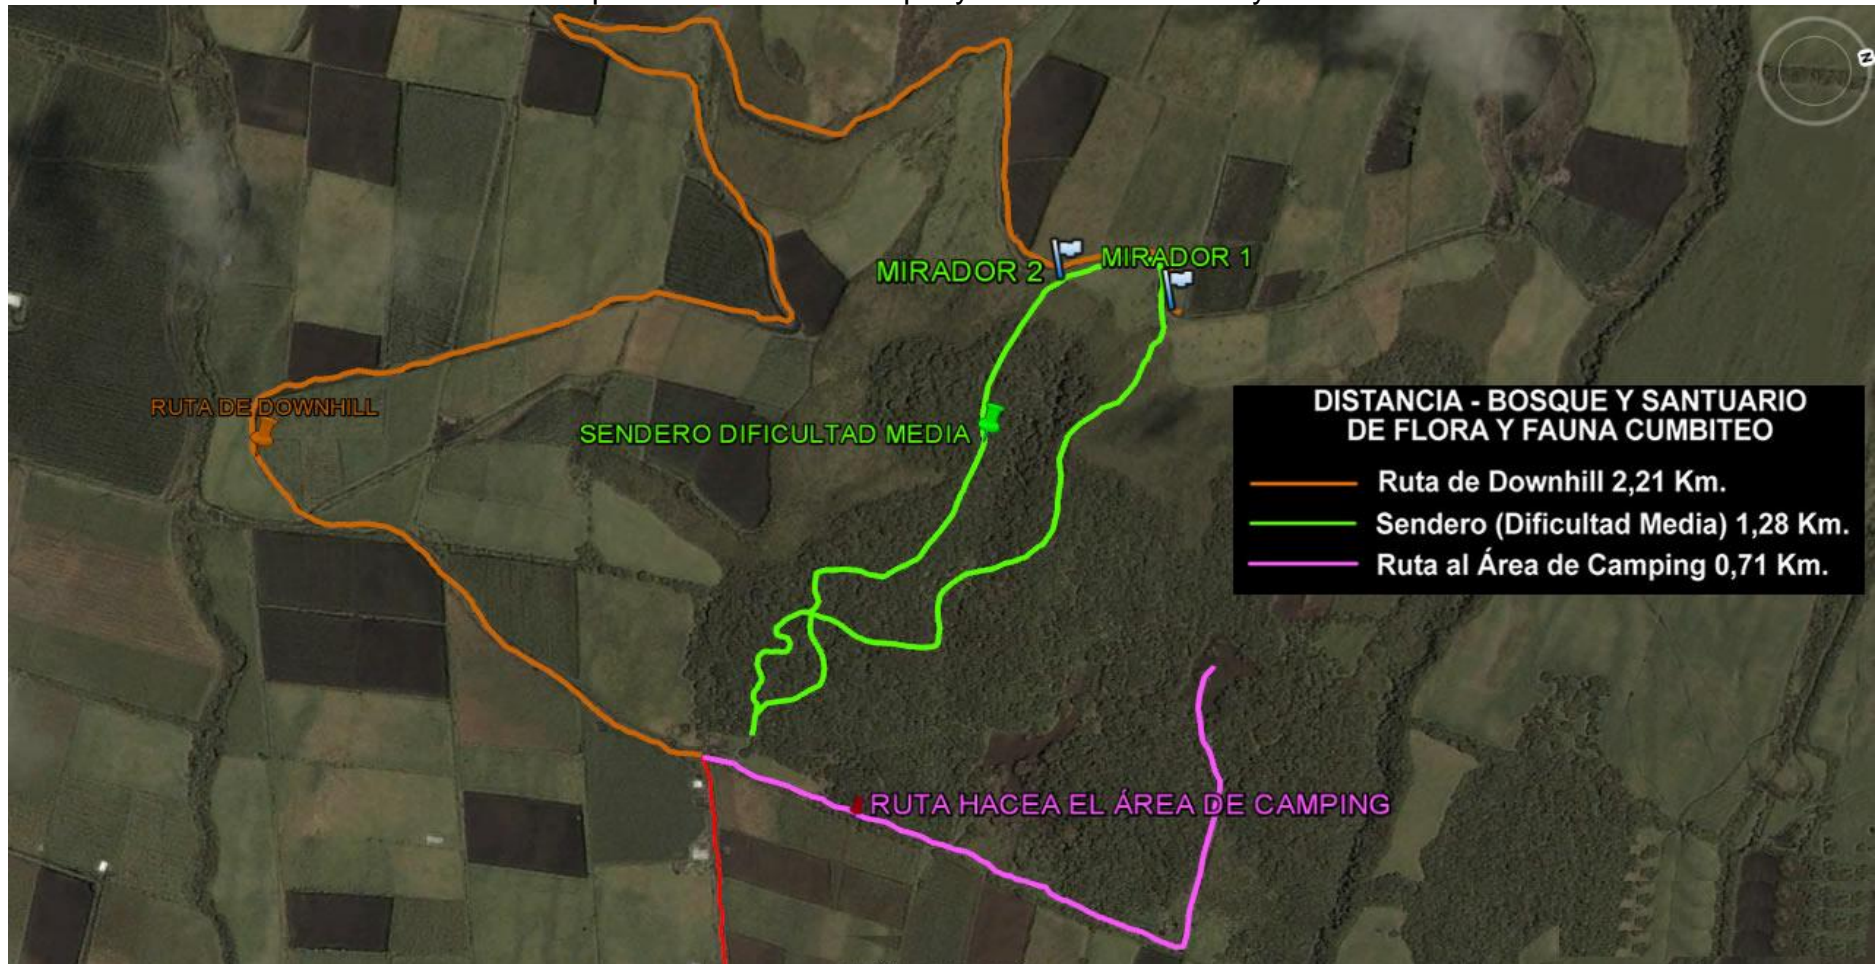 MIRADOR 1
MIRADOR 2
DISTANCIA - BOSQUE Y SANTUARIO
DE FLORA Y FAUNA CUMBITEO
RUTA DE DOWNHILL
SENDERO DIFICULTAD MEDIA
Ruta de Downhill 2,21 Km.
Sendero (Dificultad Media) 1,28 Km.
Ruta al Área de Camping 0,71 Km.
RUTA HACEA EL ÁREA DE CAMPING
N